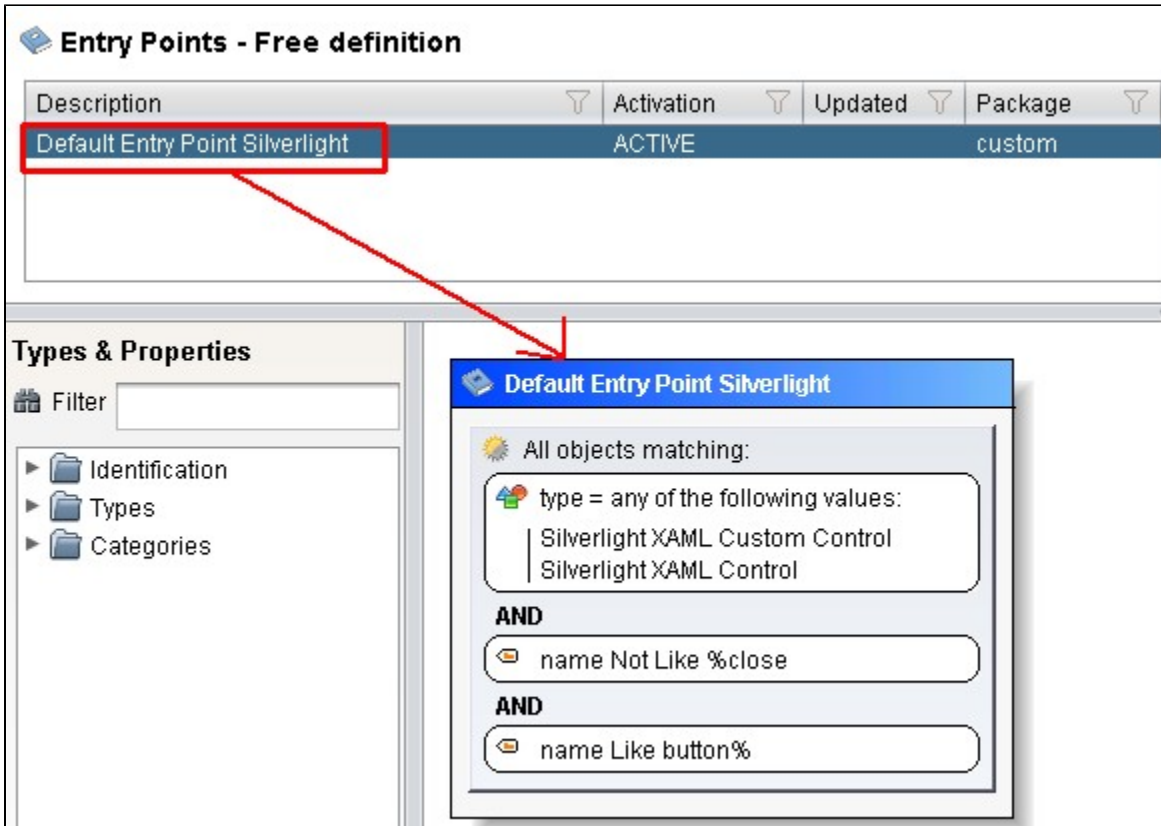 Entry Points - Free definition
Description Activation Updated Package
Default Entry Point Silverlight ACTIVE custom
Types & Properties
Filter
Identification
Types
Categories
Default Entry Point Silverlight
All objects matching:
type = any of the following values:
Silverlight XAML Custom Control
Silverlight XAML Control
AND
name Not Like %close
AND
name Like button%